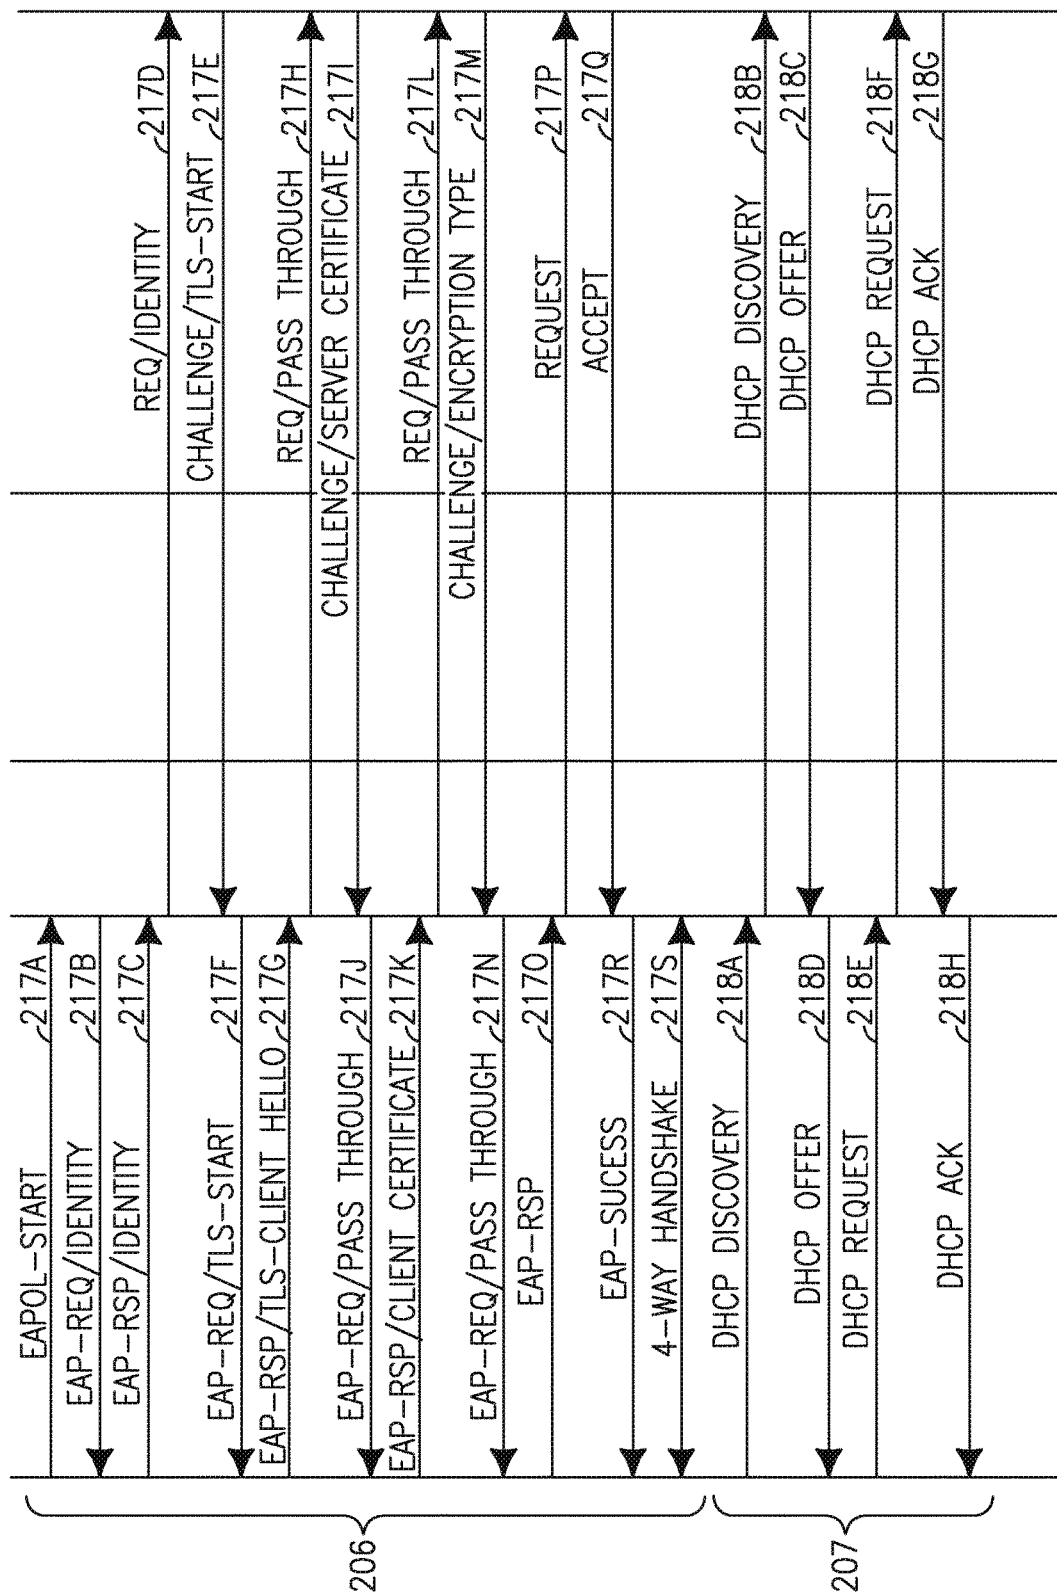 EAPOL-START 217A
EAP-REQ/IDENTITY 217B
EAP-RSP/IDENTITY 217C
REQ/IDENTITY 217D
CHALLENGE/TLS-START 217E
EAP-REQ/TLS-START 217F
EAP-RSP/TLS-CLIENT HELLO 217G
REQ/PASS THROUGH 217H
CHALLENGE/SERVER CERTIFICATE 217I
EAP-REQ/PASS THROUGH 217J
EAP-RSP/CLIENT CERTIFICATE 217K
REQ/PASS THROUGH 217L
CHALLENGE/ENCRYPTION TYPE 217M
EAP-REQ/PASS THROUGH 217N
EAP-RSP 217O
REQUEST 217P
ACCEPT 217Q
EAP-SUCESS 217R
4-WAY HANDSHAKE 217S
206
DHCP DISCOVERY 218A
DHCP DISCOVERY 218B
DHCP OFFER 218C
DHCP OFFER 218D
DHCP REQUEST 218E
DHCP REQUEST 218F
DHCP ACK 218G
DHCP ACK 218H
207